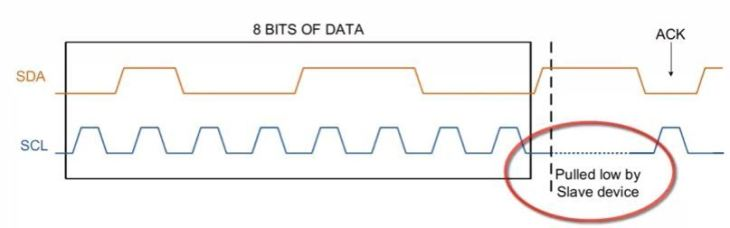 8 BITS OF DATA
ACK
SDA
SCL
Pulled low by
Slave device